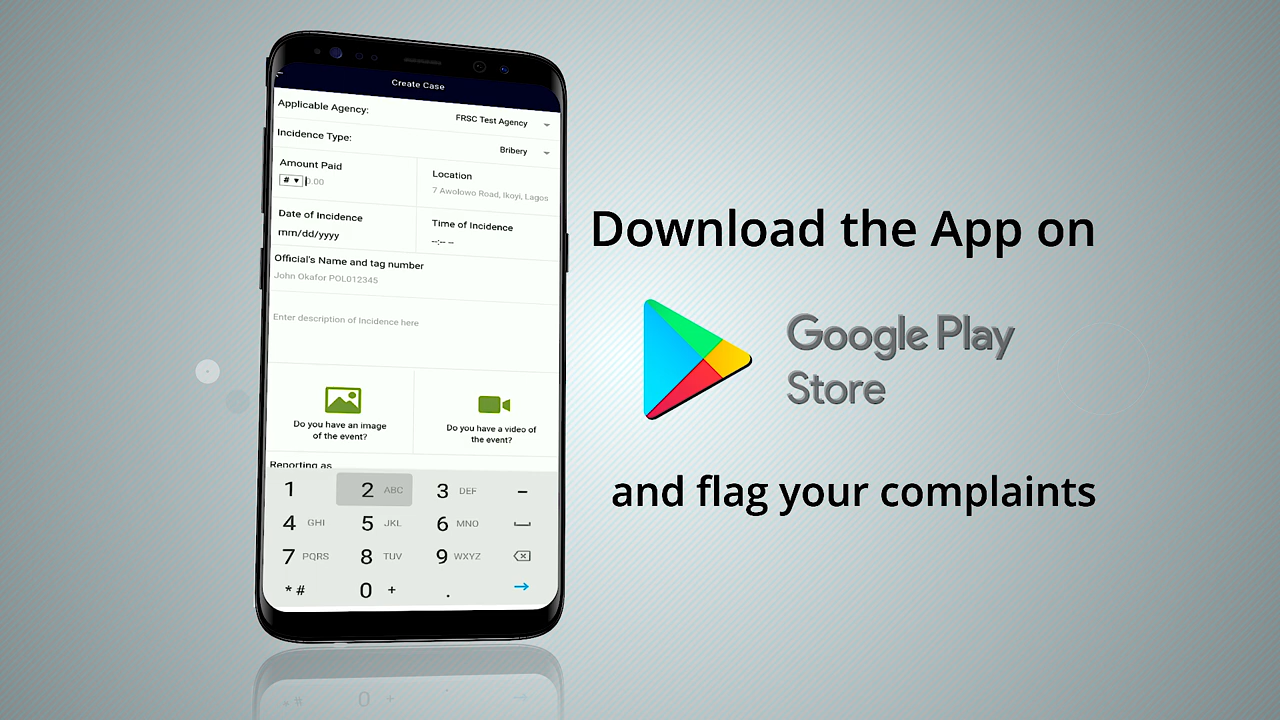 Create Case
Applicable Agency:
FRSC Test Agency
Incidence Type:
Bribery
Amount Paid
# ▾ 0.00
Location
7 Awolowo Road, Ikoyi, Lagos
Date of Incidence
mm/dd/yyyy
Time of Incidence
--:-- --
Official's Name and tag number
John Okafor POL012345
Enter description of Incidence here
Do you have an image
of the event?
Do you have a video of
the event?
Reporting as
1 2 ABC 3 DEF –
4 GHI 5 JKL 6 MNO
7 PQRS 8 TUV 9 WXYZ
* # 0 + .
Download the App on
Google Play
Store
and flag your complaints